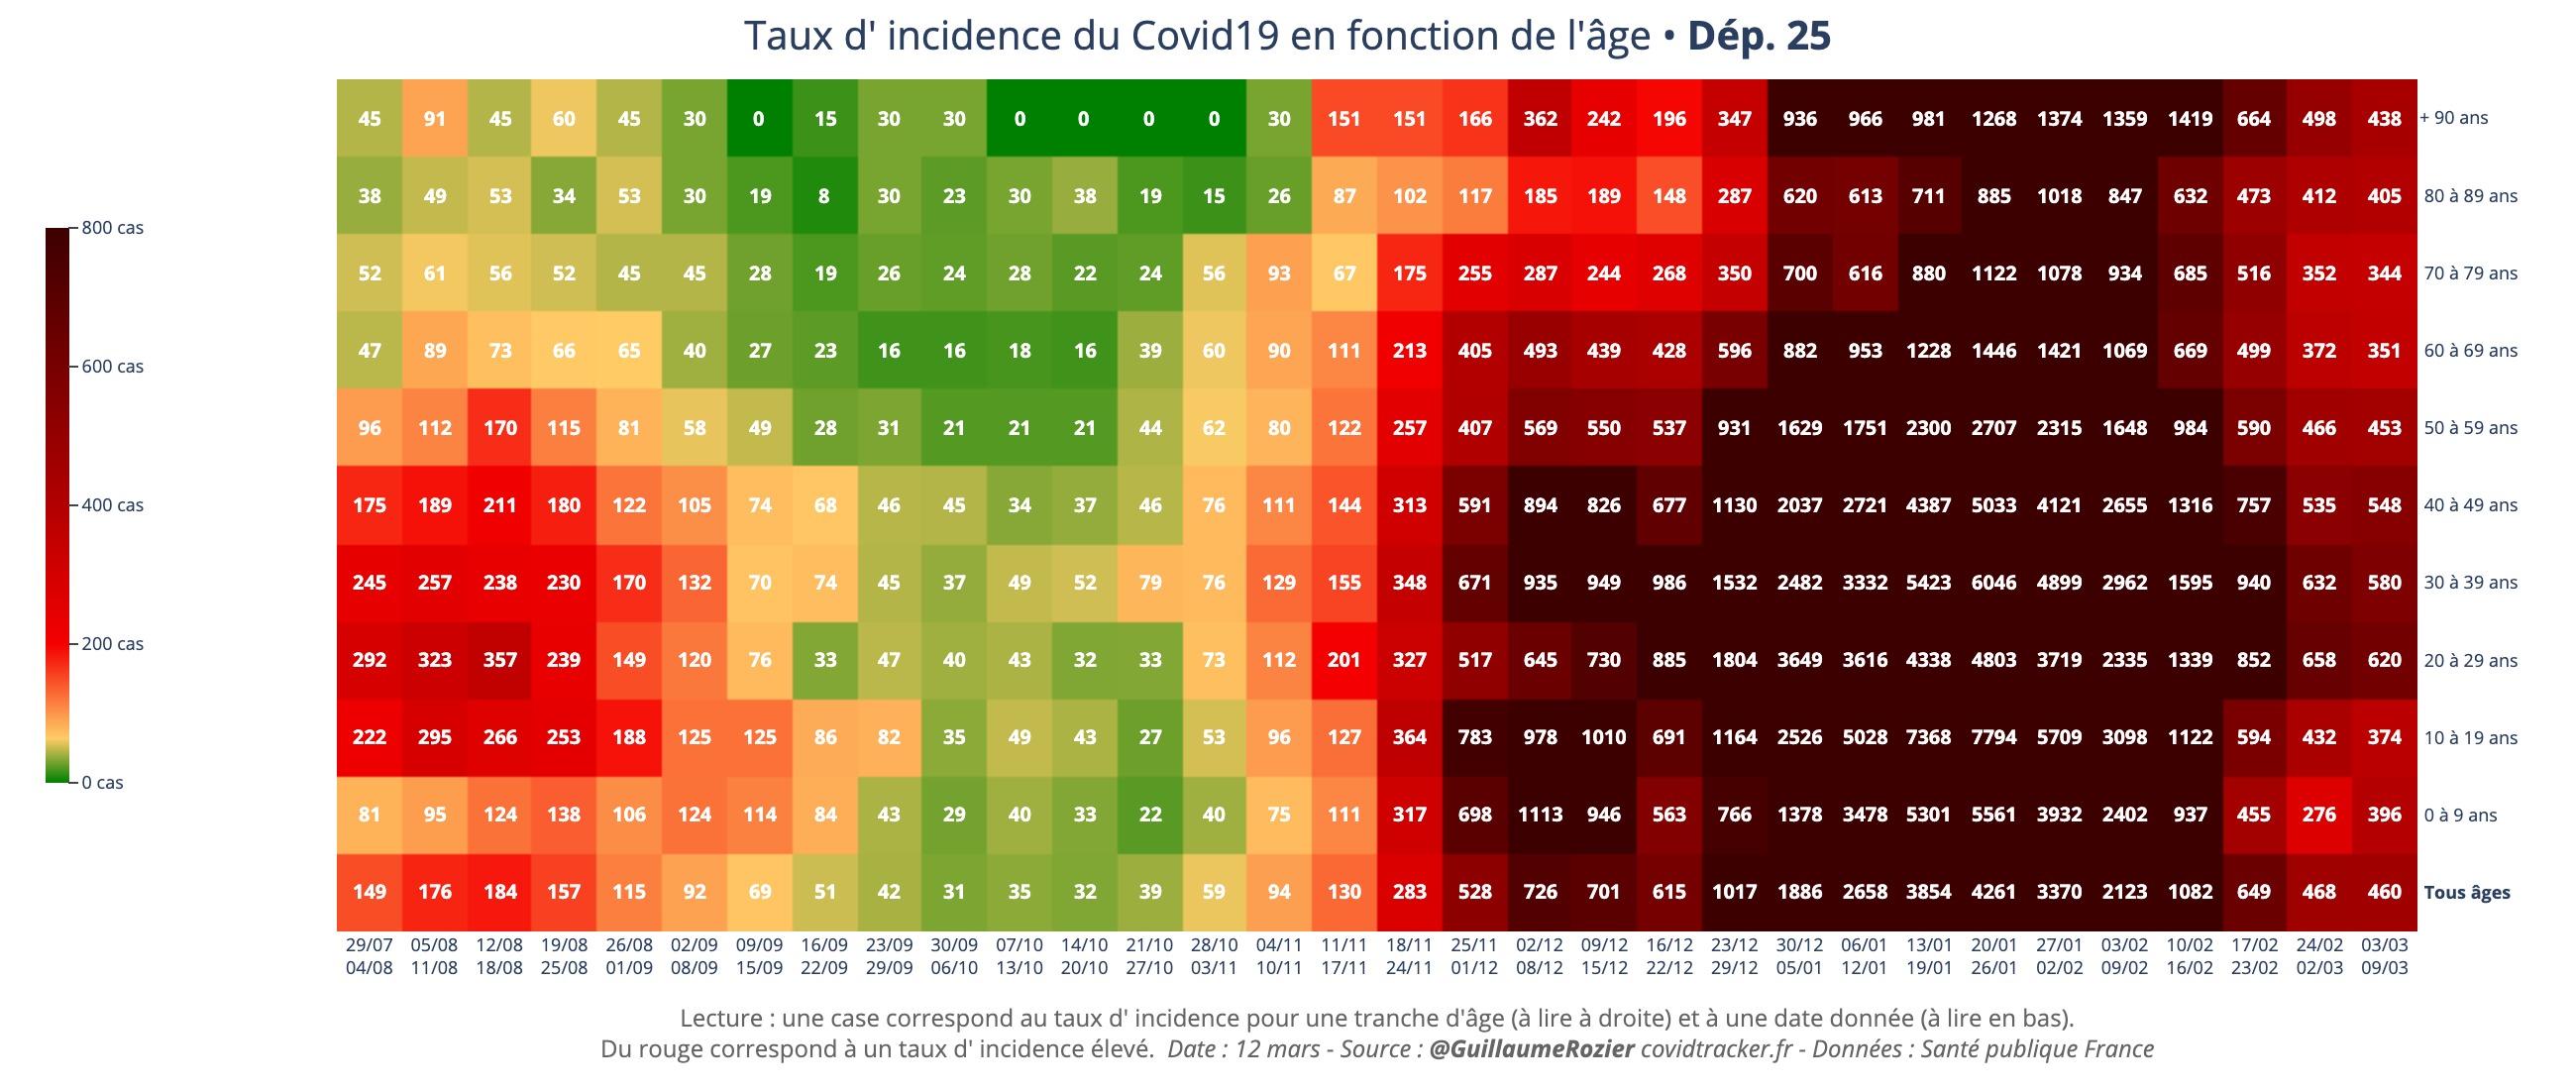 Taux d' incidence du Covid19 en fonction de l'âge • Dép. 25
45 91 45 60 45 30 0 15 30 30 0 0 0 0 30 151 151 166 362 242 196 347 936 966 981 1268 1374 1359 1419 664 498 438 + 90 ans
38 49 53 34 53 30 19 8 30 23 30 38 19 15 26 87 102 117 185 189 148 287 620 613 711 885 1018 847 632 473 412 405 80 à 89 ans
800 cas
52 61 56 52 45 45 28 19 26 24 28 22 24 56 93 67 175 255 287 244 268 350 700 616 880 1122 1078 934 685 516 352 344 70 à 79 ans
47 89 73 66 65 40 27 23 16 16 18 16 39 60 90 111 213 405 493 439 428 596 882 953 1228 1446 1421 1069 669 499 372 351 60 à 69 ans
600 cas
96 112 170 115 81 58 49 28 31 21 21 21 44 62 80 122 257 407 569 550 537 931 1629 1751 2300 2707 2315 1648 984 590 466 453 50 à 59 ans
400 cas
175 189 211 180 122 105 74 68 46 45 34 37 46 76 111 144 313 591 894 826 677 1130 2037 2721 4387 5033 4121 2655 1316 757 535 548 40 à 49 ans
245 257 238 230 170 132 70 74 45 37 49 52 79 76 129 155 348 671 935 949 986 1532 2482 3332 5423 6046 4899 2962 1595 940 632 580 30 à 39 ans
200 cas
292 323 357 239 149 120 76 33 47 40 43 32 33 73 112 201 327 517 645 730 885 1804 3649 3616 4338 4803 3719 2335 1339 852 658 620 20 à 29 ans
222 295 266 253 188 125 125 86 82 35 49 43 27 53 96 127 364 783 978 1010 691 1164 2526 5028 7368 7794 5709 3098 1122 594 432 374 10 à 19 ans
0 cas
81 95 124 138 106 124 114 84 43 29 40 33 22 40 75 111 317 698 1113 946 563 766 1378 3478 5301 5561 3932 2402 937 455 276 396 0 à 9 ans
149 176 184 157 115 92 69 51 42 31 35 32 39 59 94 130 283 528 726 701 615 1017 1886 2658 3854 4261 3370 2123 1082 649 468 460 Tous âges
29/07 05/08 12/08 19/08 26/08 02/09 09/09 16/09 23/09 30/09 07/10 14/10 21/10 28/10 04/11 11/11 18/11 25/11 02/12 09/12 16/12 23/12 30/12 06/01 13/01 20/01 27/01 03/02 10/02 17/02 24/02 03/03
04/08 11/08 18/08 25/08 01/09 08/09 15/09 22/09 29/09 06/10 13/10 20/10 27/10 03/11 10/11 17/11 24/11 01/12 08/12 15/12 22/12 29/12 05/01 12/01 19/01 26/01 02/02 09/02 16/02 23/02 02/03 09/03
Lecture : une case correspond au taux d' incidence pour une tranche d'âge (à lire à droite) et à une date donnée (à lire en bas).
Du rouge correspond à un taux d' incidence élevé. Date : 12 mars - Source : @GuillaumeRozier covidtracker.fr - Données : Santé publique France